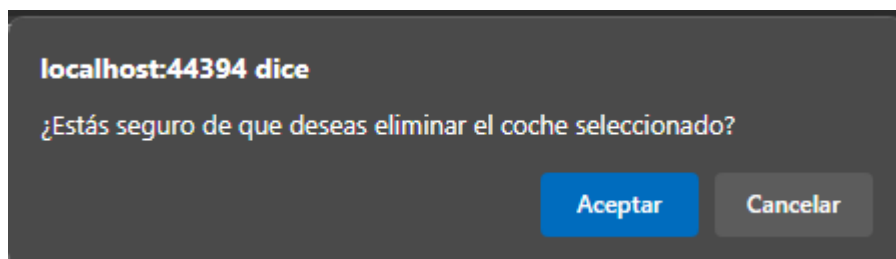 localhost:44394 dice
¿Estás seguro de que deseas eliminar el coche seleccionado?
Aceptar Cancelar